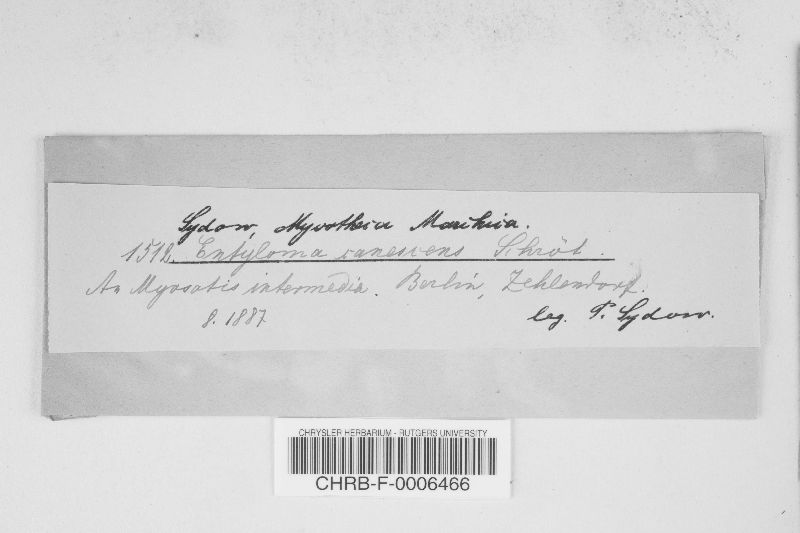 Sydow, Mycotheca Marchica.
1512. Entyloma canescens Schröt.
An Myosotis intermedia. Berlin, Zehlendorf.
8. 1887
leg. P. Sydow.
CHRYSLER HERBARIUM - RUTGERS UNIVERSITY
CHRB-F-0006466